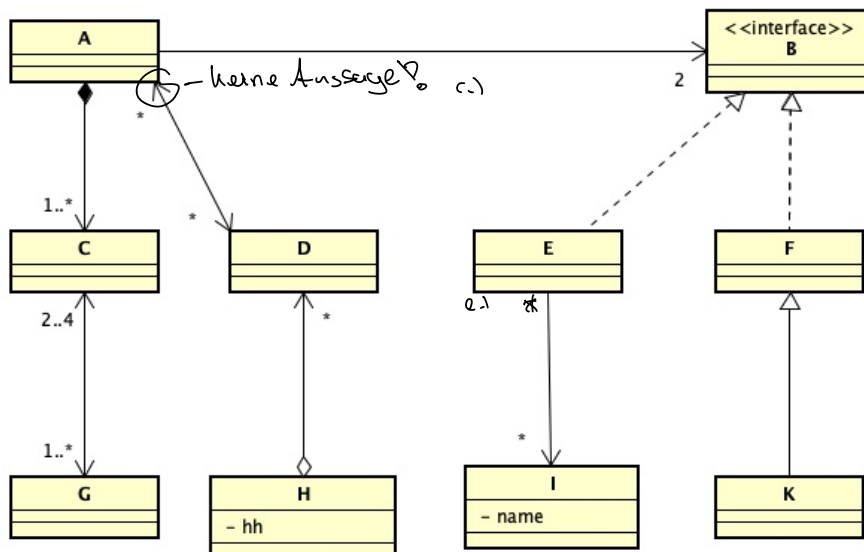 A
<<interface>>
B
2
– keine Aussage! c.)
*
*
1..*
C
D
E
F
2..4
*
e.) *
1..*
*
G
H
- hh
I
- name
K